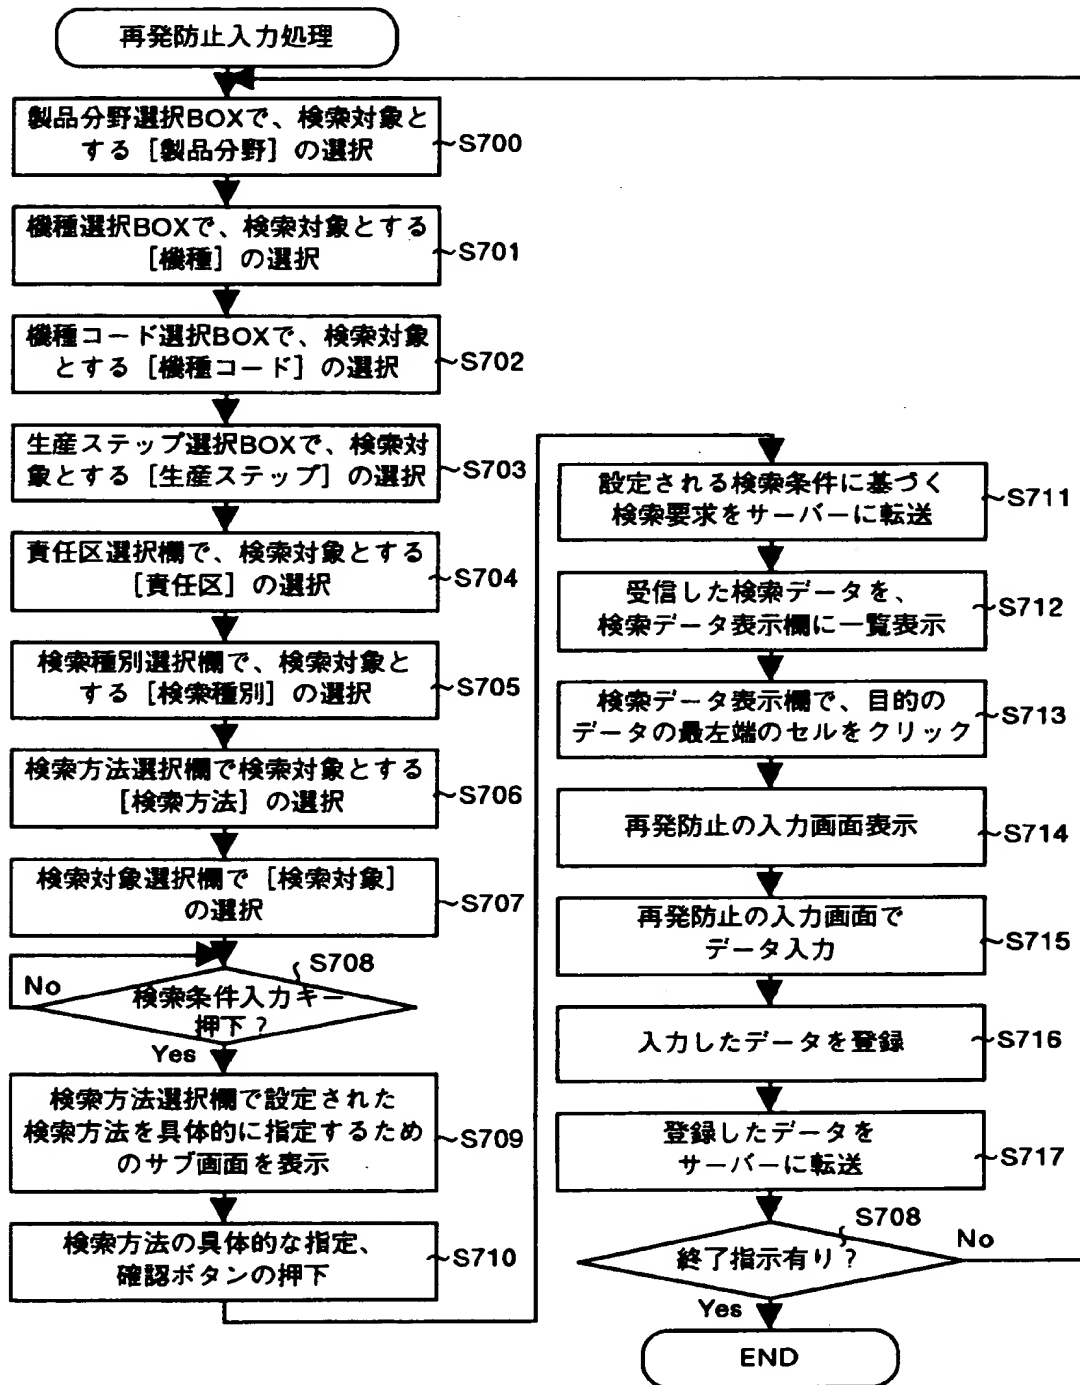 再発防止入力処理
製品分野選択BOXで、検索対象と
する［製品分野］の選択
~S700
機種選択BOXで、検索対象とする
［機種］の選択
~S701
機種コード選択BOXで、検索対象
とする［機種コード］の選択
~S702
生産ステップ選択BOXで、検索対
象とする［生産ステップ］の選択
~S703
責任区選択欄で、検索対象とする
［責任区］の選択
~S704
検索種別選択欄で、検索対象と
する［検索種別］の選択
~S705
検索方法選択欄で検索対象とする
［検索方法］の選択
~S706
検索対象選択欄で［検索対象］
の選択
~S707
S708
No
検索条件入力キー
押下？
Yes
検索方法選択欄で設定された
検索方法を具体的に指定するため
のサブ画面を表示
~S709
検索方法の具体的な指定、
確認ボタンの押下
~S710
設定される検索条件に基づく
検索要求をサーバーに転送
~S711
受信した検索データを、
検索データ表示欄に一覧表示
~S712
検索データ表示欄で、目的の
データの最左端のセルをクリック
~S713
再発防止の入力画面表示
~S714
再発防止の入力画面で
データ入力
~S715
入力したデータを登録
~S716
登録したデータを
サーバーに転送
~S717
S708
終了指示有り？
No
Yes
END